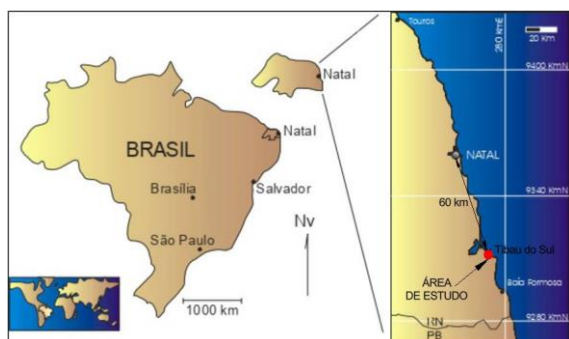 Natal
Natal
BRASIL
Brasília
Salvador
São Paulo
Nv
1000 km
Touros
280 kmE
20 km
9400 KmN
NATAL
9340 KmN
60 km
Tibau do Sul
ÁREA
DE ESTUDO
Baía Formosa
9280 KmN
RN
PB